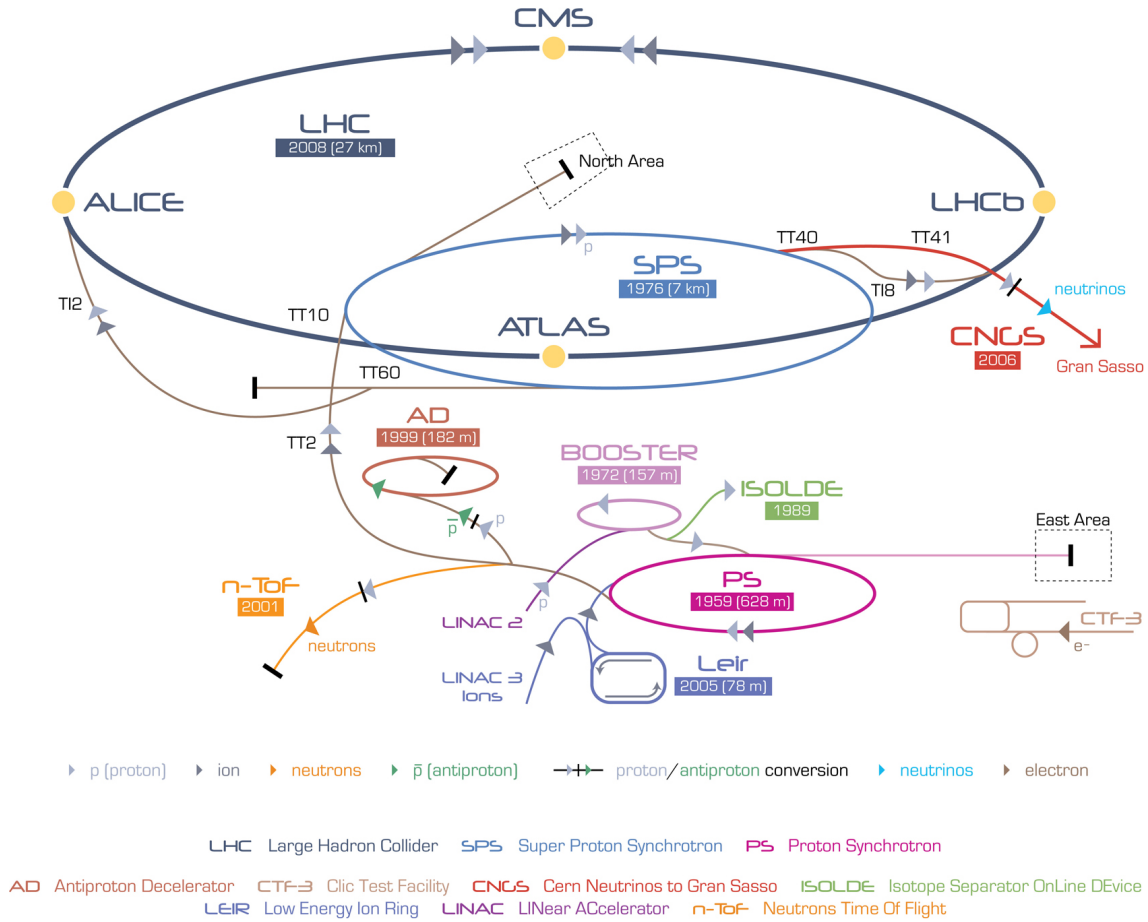 CMS
LHC
2008 (27 km)
North Area
ALICE
LHCb
p
TT40
TT41
SPS
1976 (7 km)
TI2
TI8
neutrinos
TT10
ATLAS
CNGS
2006
Gran Sasso
TT60
AD
1999 (182 m)
TT2
BOOSTER
1972 (157 m)
ISOLDE
1989
p̅
p
East Area
n-ToF
2001
PS
1959 (628 m)
p
LINAC 2
CTF-3
e-
neutrons
LINAC 3
Ions
Leir
2005 (78 m)
p (proton) ion neutrons p̅ (antiproton) proton/antiproton conversion neutrinos electron
LHC Large Hadron Collider SPS Super Proton Synchrotron PS Proton Synchrotron
AD Antiproton Decelerator CTF-3 Clic Test Facility CNGS Cern Neutrinos to Gran Sasso ISOLDE Isotope Separator OnLine DEvice
LEIR Low Energy Ion Ring LINAC LINear ACcelerator n-ToF Neutrons Time Of Flight